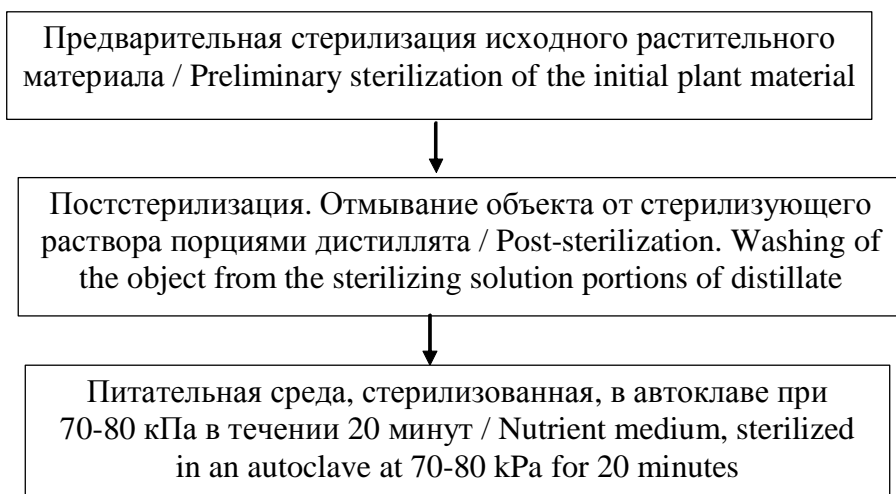 Предварительная стерилизация исходного растительного
материала / Preliminary sterilization of the initial plant material
Постстерилизация. Отмывание объекта от стерилизующего
раствора порциями дистиллята / Post-sterilization. Washing of
the object from the sterilizing solution portions of distillate
Питательная среда, стерилизованная, в автоклаве при
70-80 кПа в течении 20 минут / Nutrient medium, sterilized
in an autoclave at 70-80 kPa for 20 minutes